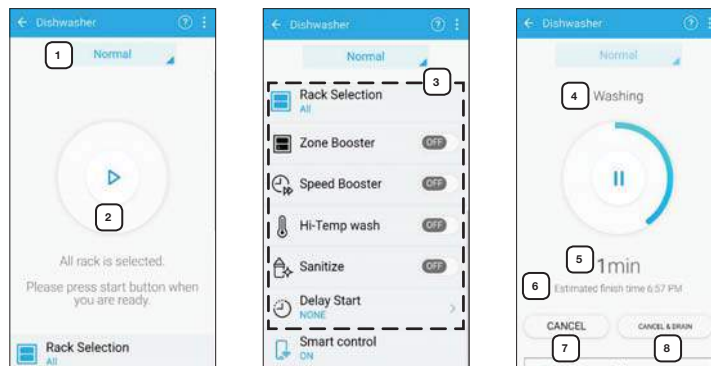 Dishwasher ?
1 Normal
2
All rack is selected.
Please press start button when
you are ready.
Rack Selection
All
Dishwasher ?
Normal
3
Rack Selection
All
Zone Booster OFF
Speed Booster OFF
Hi-Temp wash OFF
Sanitize OFF
Delay Start
NONE
Smart control
ON
Dishwasher ?
Normal
4 Washing
5 1min
6 Estimated finish time 6:57 PM
CANCEL CANCEL & DRAIN
7 8